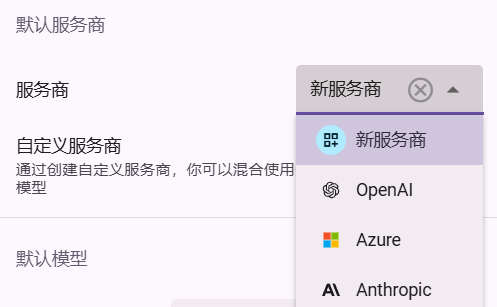 默认服务商
服务商
新服务商
自定义服务商
通过创建自定义服务商，你可以混合使用
模型
新服务商
OpenAI
Azure
Anthropic
默认模型